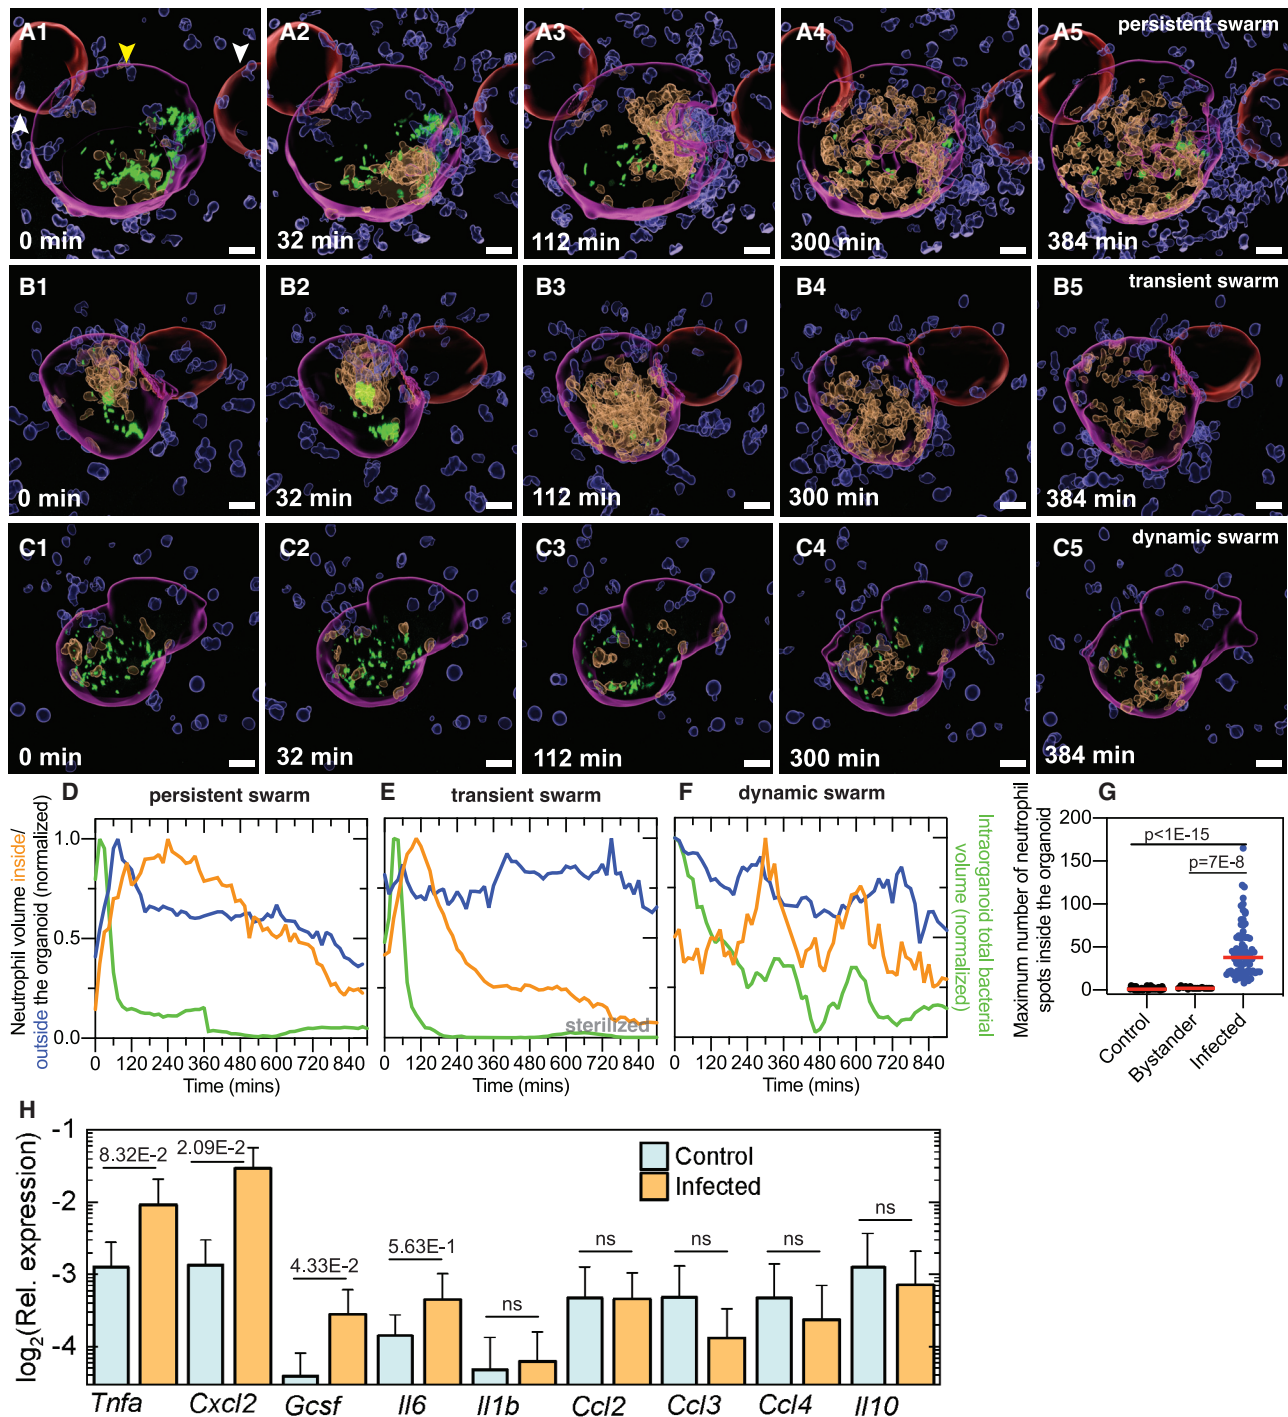 A1
A2
A3
A4
A5
persistent swarm
0 min
32 min
112 min
300 min
384 min
B1
B2
B3
B4
B5
transient swarm
0 min
32 min
112 min
300 min
384 min
C1
C2
C3
C4
C5
dynamic swarm
0 min
32 min
112 min
300 min
384 min
D
persistent swarm
Neutrophil volume inside/
outside the organoid (normalized)
1.0
0.5
0.0
0 120 240 360 480 600 720 840
Time (mins)
E
transient swarm
sterilized
0 120 240 360 480 600 720 840
Time (mins)
F
dynamic swarm
0 120 240 360 480 600 720 840
Time (mins)
Intraorganoid total bacterial
volume (normalized)
G
Maximum number of neutrophil
spots inside the organoid
200
150
100
50
0
p<1E-15
p=7E-8
Control
Bystander
Infected
H
log2(Rel. expression)
-1
-2
-3
-4
8.32E-2
2.09E-2
4.33E-2
5.63E-1
ns
ns
ns
ns
ns
Control
Infected
Tnfa Cxcl2 Gcsf Il6 Il1b Ccl2 Ccl3 Ccl4 Il10